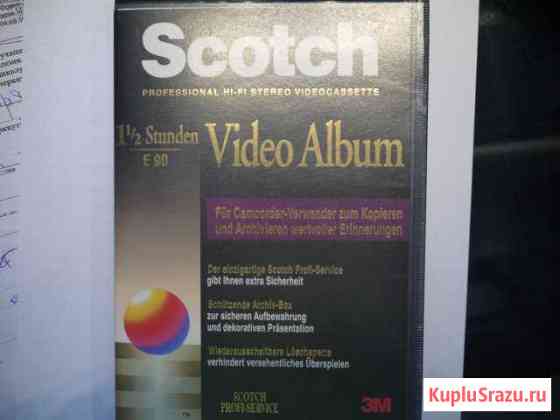 Scotch
PROFESSIONAL HI-FI STEREO VIDEOCASSETTE
1½ Stunden
E 90
Video Album
Für Camcorder-Verwender zum Kopieren
und Archivieren wertvoller Erinnerungen
Der einzigartige Scotch Profi-Service
gibt Ihnen extra Sicherheit
Schützende Archiv-Box
zur sicheren Aufbewahrung
und dekorativen Präsentation
Wiedereinschaltbare Löschsperre
verhindert versehentliches Überspielen
SCOTCH
PROFI-SERVICE
3M
KupluSrazu.ru